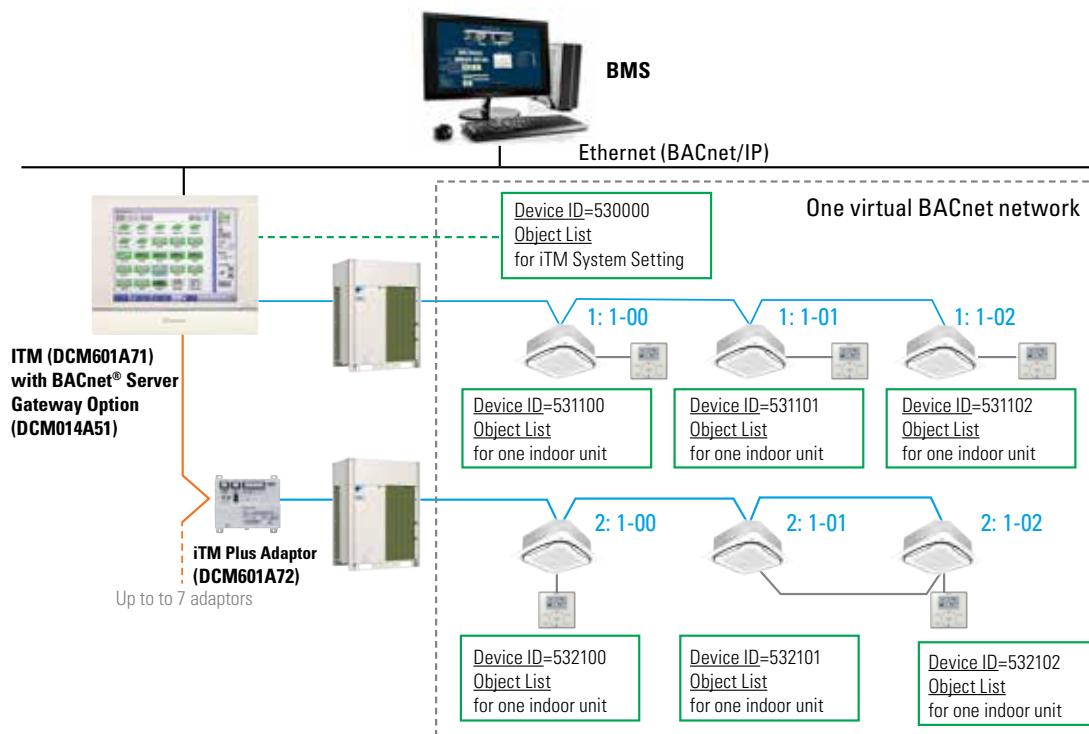 BMS
Ethernet (BACnet/IP)
One virtual BACnet network
Device ID=530000
Object List
for iTM System Setting
1: 1-00
1: 1-01
1: 1-02
ITM (DCM601A71)
with BACnet® Server
Gateway Option
(DCM014A51)
Device ID=531100
Object List
for one indoor unit
Device ID=531101
Object List
for one indoor unit
Device ID=531102
Object List
for one indoor unit
iTM Plus Adaptor
(DCM601A72)
Up to to 7 adaptors
2: 1-00
2: 1-01
2: 1-02
Device ID=532100
Object List
for one indoor unit
Device ID=532101
Object List
for one indoor unit
Device ID=532102
Object List
for one indoor unit